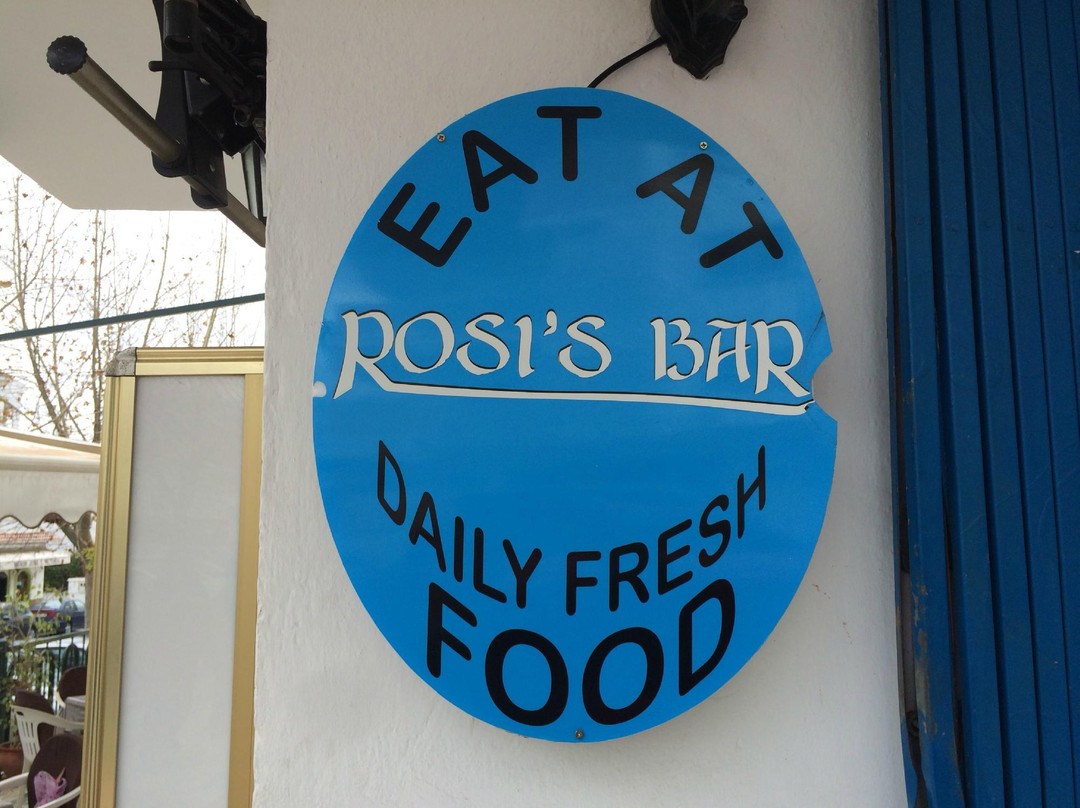 EAT AT
ROSI'S BAR
DAILY FRESH
FOOD